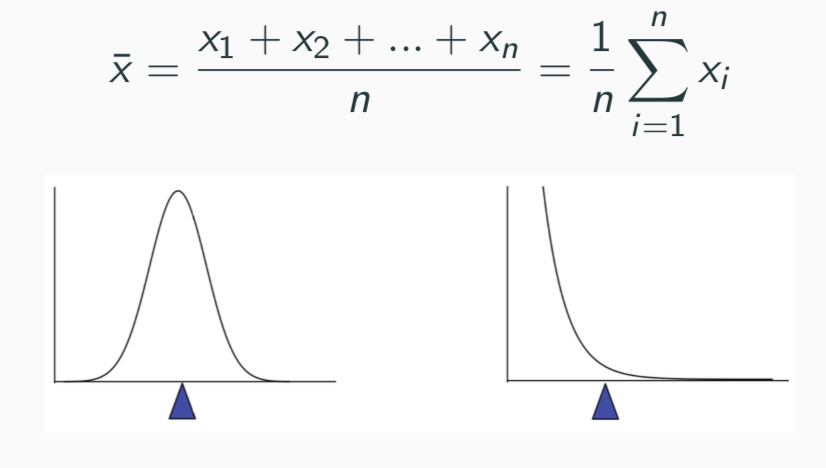 x̄ = (x₁ + x₂ + ... + xₙ) / n = (1 / n) ∑ᵢ₌₁ⁿ xᵢ